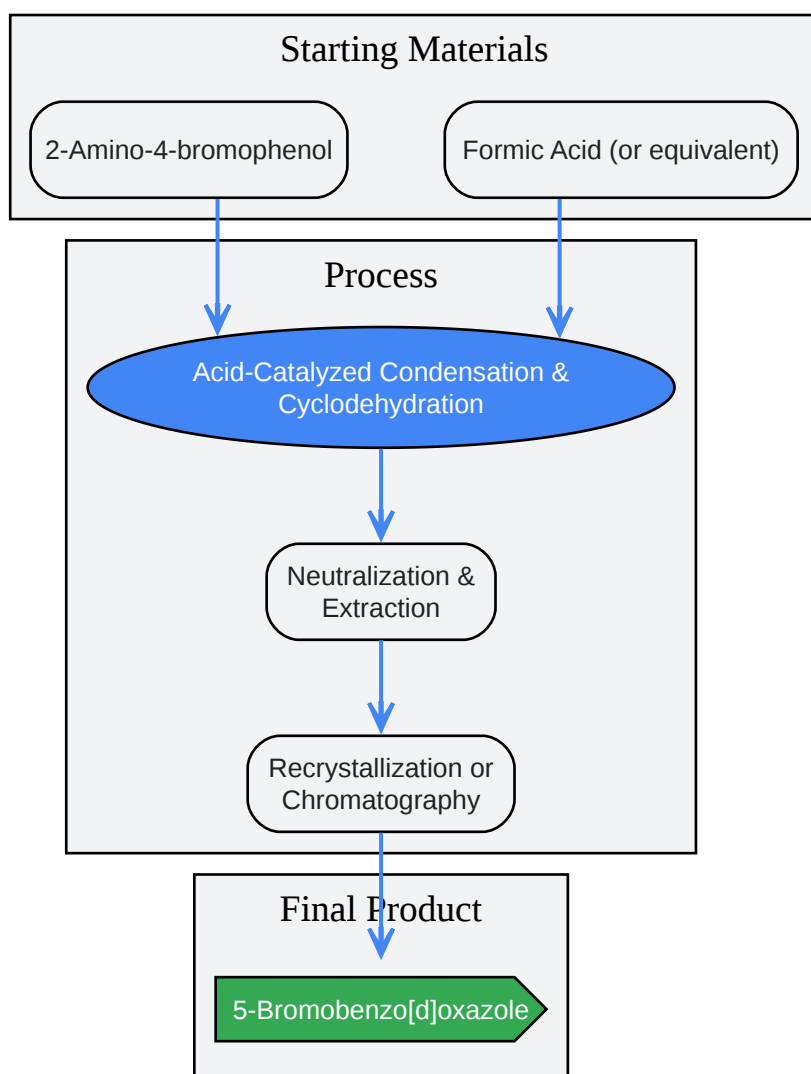 Starting Materials
2-Amino-4-bromophenol
Formic Acid (or equivalent)
Process
Acid-Catalyzed Condensation &
Cyclodehydration
Neutralization &
Extraction
Recrystallization or
Chromatography
Final Product
5-Bromobenzo[d]oxazole